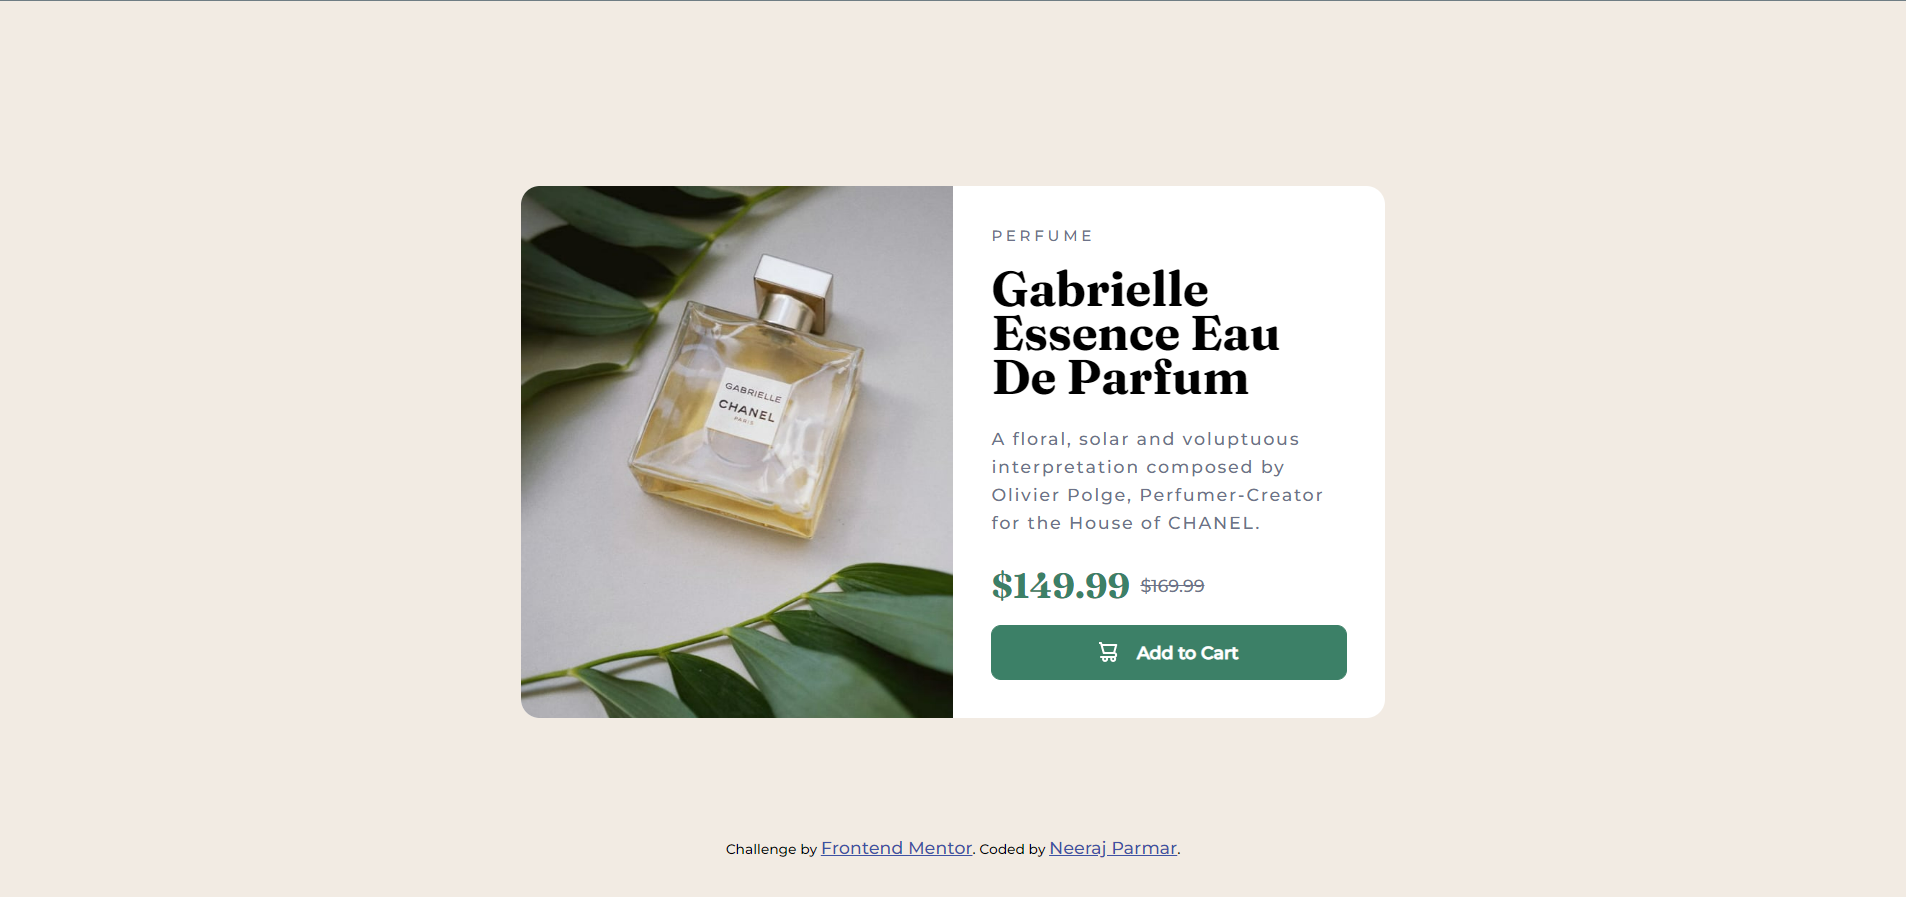 GABRIELLE
CHANEL
PARIS
PERFUME
Gabrielle
Essence Eau
De Parfum
A floral, solar and voluptuous
interpretation composed by
Olivier Polge, Perfumer-Creator
for the House of CHANEL.
$149.99 $169.99
Add to Cart
Challenge by Frontend Mentor. Coded by Neeraj Parmar.